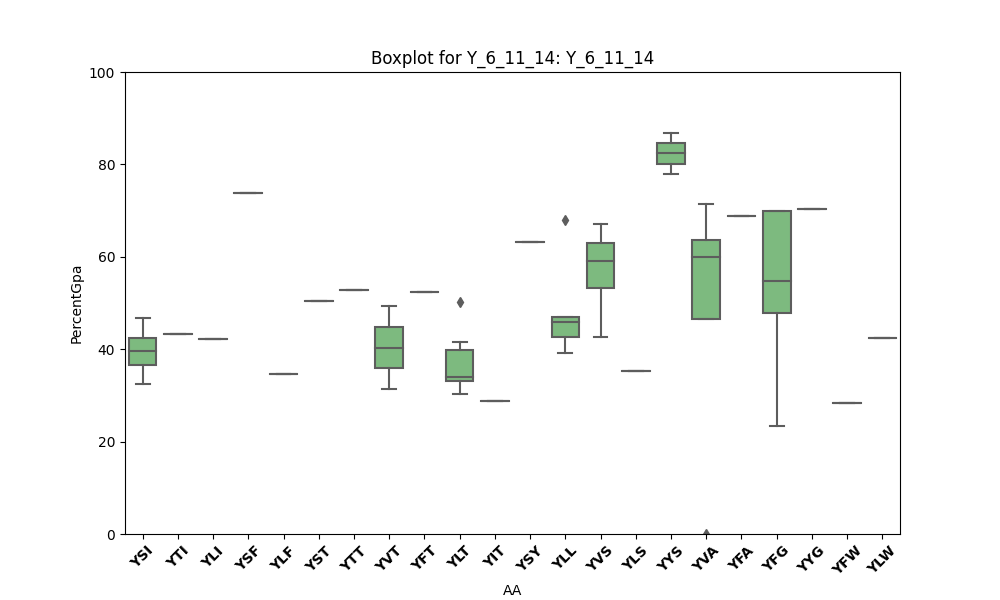 Boxplot for Y_6_11_14: Y_6_11_14
100
80
60
40
20
0
PercentGpa
YSI YTI YLI YSF YLF YST YTT YVT YFT YLT YIT YSY YLL YVS YLS YYS YVA YFA YFG YYG YFW YLW
AA